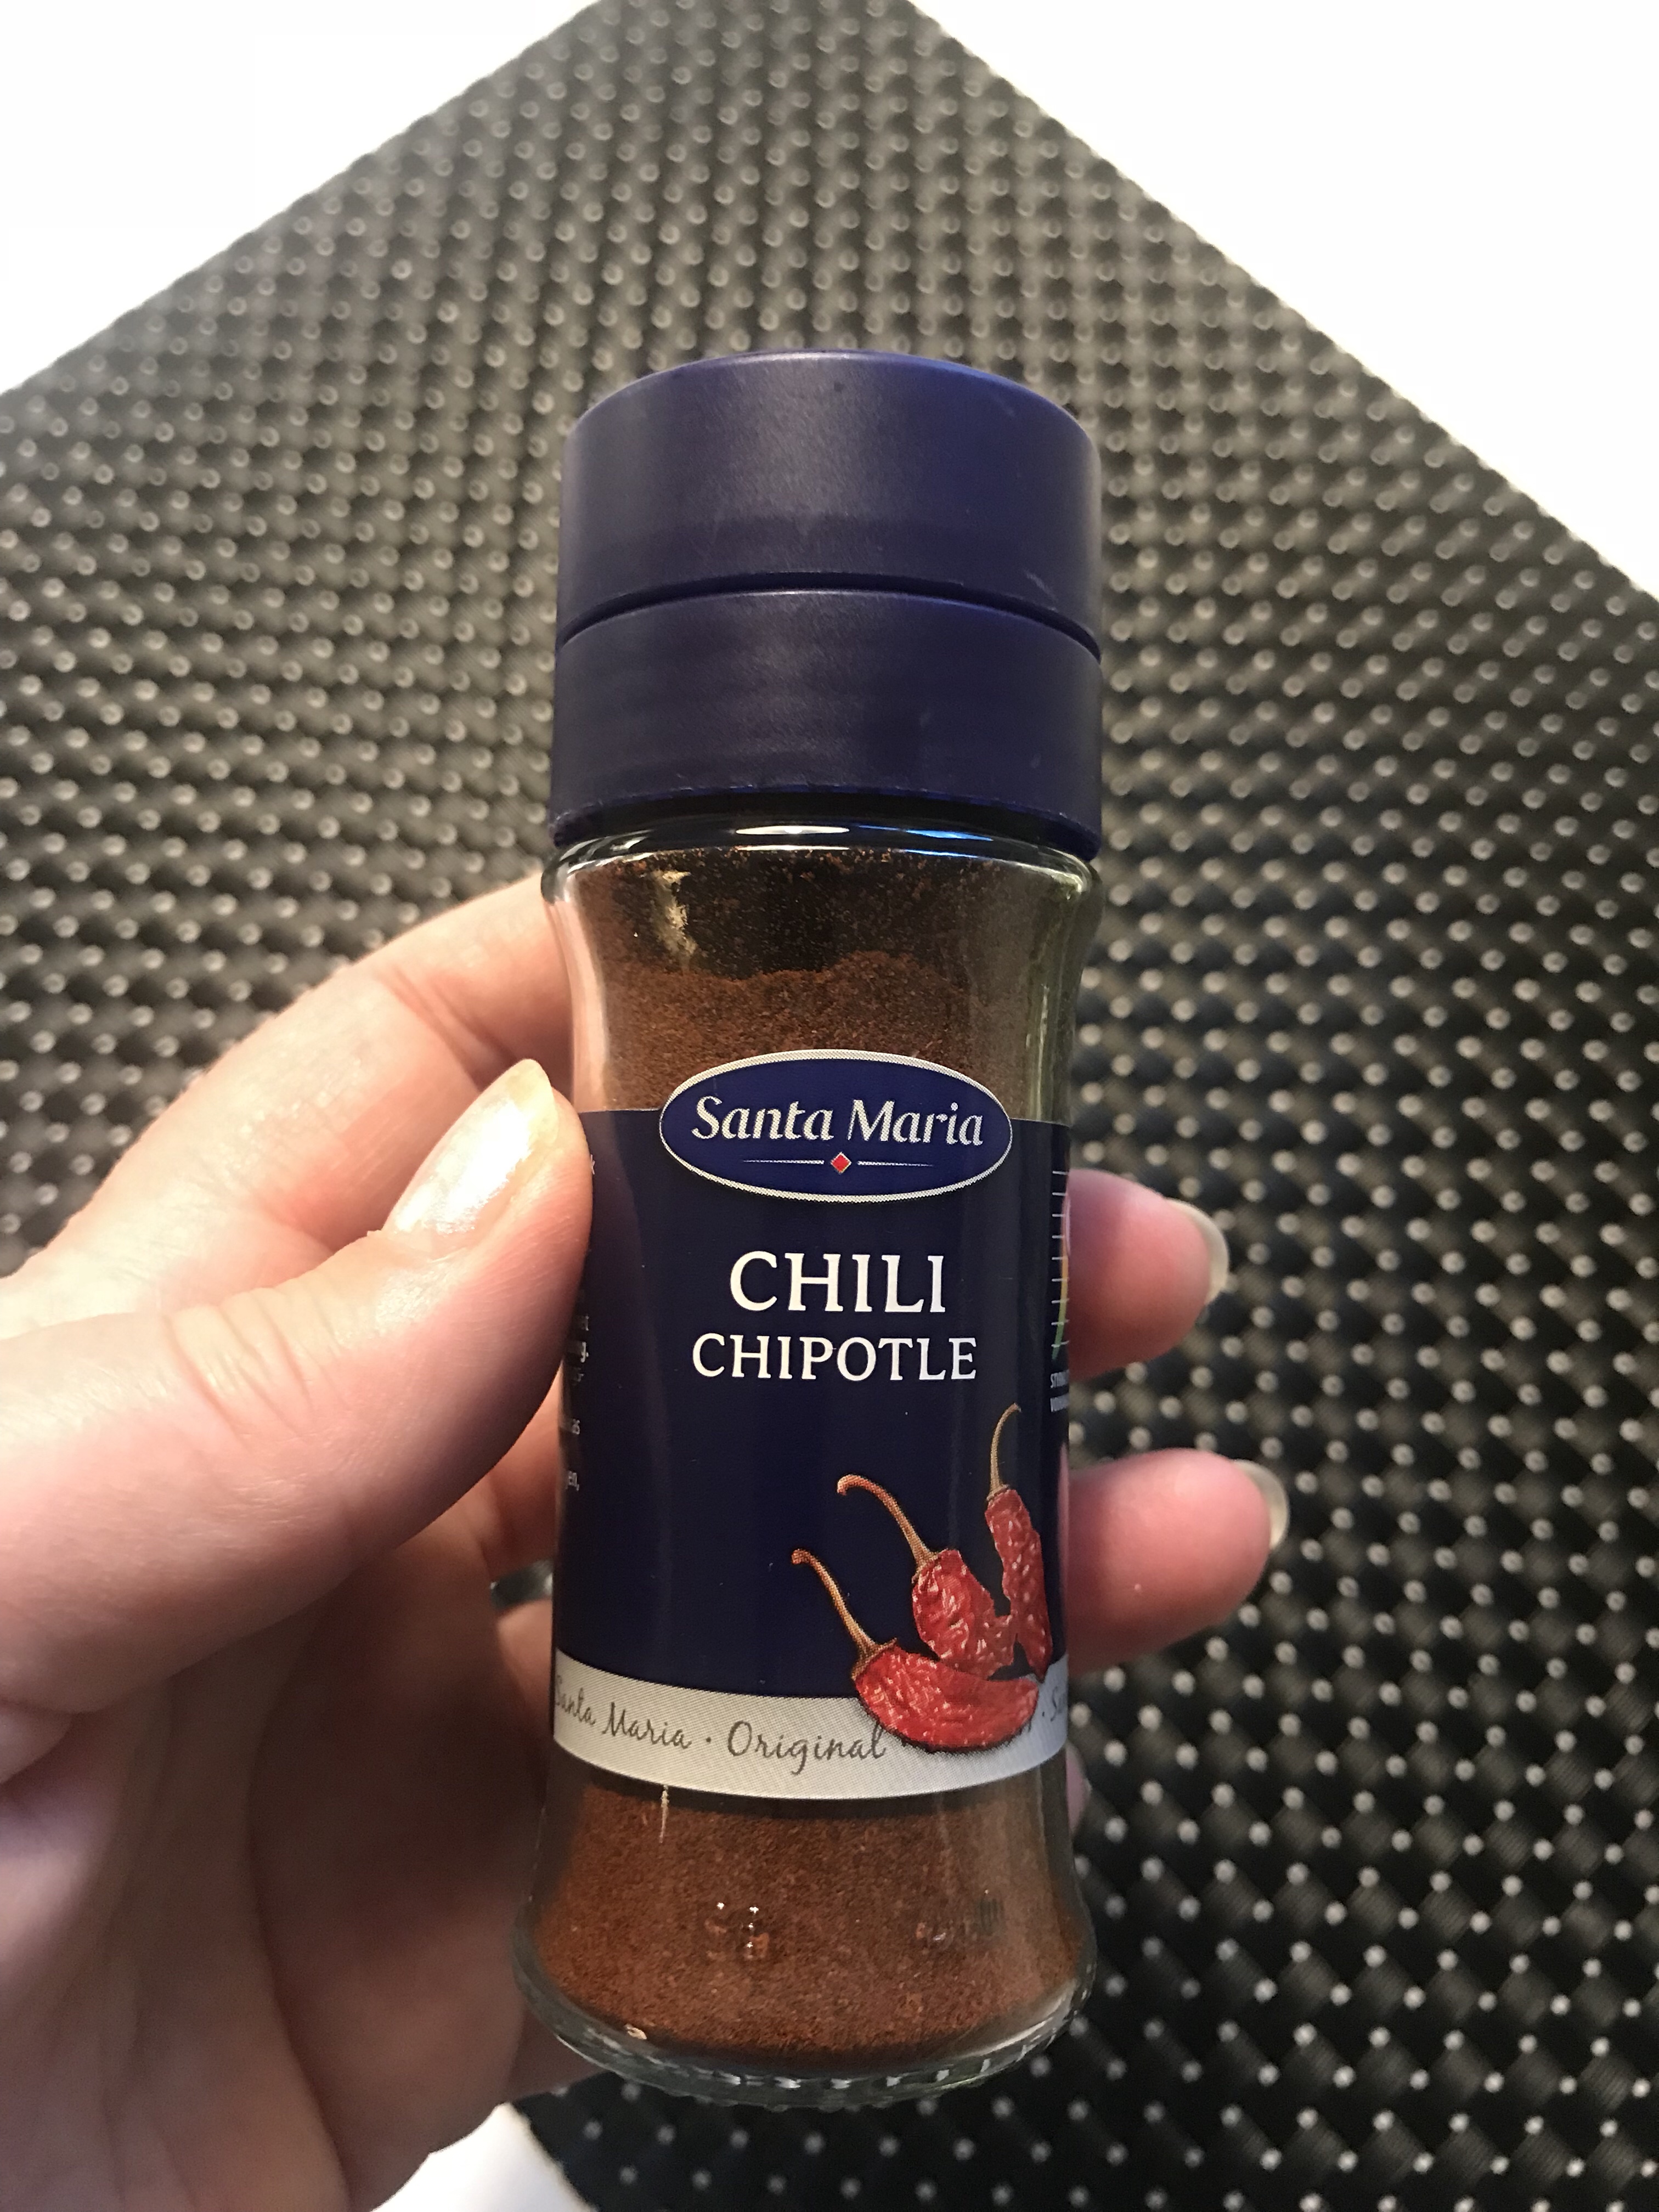 Santa Maria
CHILI
CHIPOTLE
Santa Maria · Original